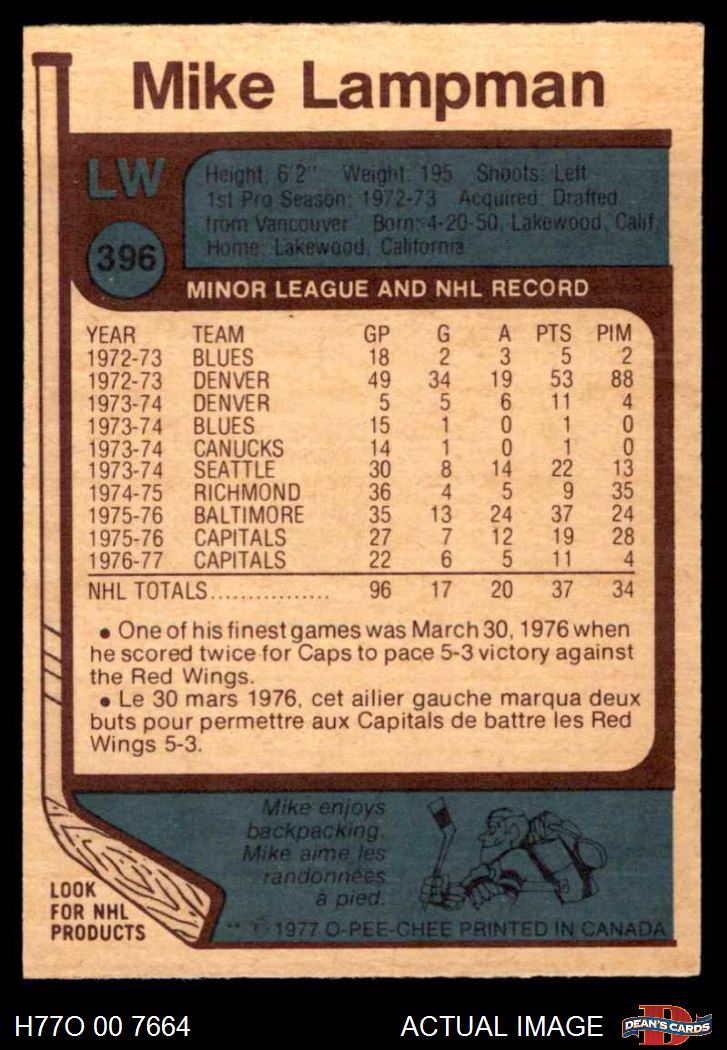 Mike Lampman
LW
396
Height: 6'2" Weight: 195 Shoots: Left
1st Pro Season: 1972-73 Acquired: Drafted
from Vancouver Born: 4-20-50, Lakewood, Calif.
Home: Lakewood, California
MINOR LEAGUE AND NHL RECORD
YEAR TEAM GP G A PTS PIM
1972-73 BLUES 18 2 3 5 2
1972-73 DENVER 49 34 19 53 88
1973-74 DENVER 5 5 6 11 4
1973-74 BLUES 15 1 0 1 0
1973-74 CANUCKS 14 1 0 1 0
1973-74 SEATTLE 30 8 14 22 13
1974-75 RICHMOND 36 4 5 9 35
1975-76 BALTIMORE 35 13 24 37 24
1975-76 CAPITALS 27 7 12 19 28
1976-77 CAPITALS 22 6 5 11 4
NHL TOTALS................ 96 17 20 37 34
• One of his finest games was March 30, 1976 when
he scored twice for Caps to pace 5-3 victory against
the Red Wings.
• Le 30 mars 1976, cet ailier gauche marqua deux
buts pour permettre aux Capitals de battre les Red
Wings 5-3.
Mike enjoys
backpacking.
Mike aime les
randonnées
à pied.
LOOK
FOR NHL
PRODUCTS
** © 1977 O-PEE-CHEE PRINTED IN CANADA
H77O 00 7664
ACTUAL IMAGE
D
DEAN'S CARDS